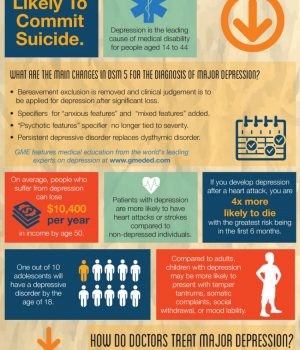 Likely To
Commit
Suicide.
Depression is the leading
cause of medical disability
for people aged 14 to 44
WHAT ARE THE MAIN CHANGES IN DSM 5 FOR THE DIAGNOSIS OF MAJOR DEPRESSION?
• Bereavement exclusion is removed and clinical judgement is to
be applied for depression after significant loss.
• Specifiers for "anxious features" and "mixed features" added.
• "Psychotic features" specifier no longer tied to severity.
• Persistent depressive disorder replaces dysthymic disorder.
GME features medical education from the world's leading
experts on depression at www.gmeded.com
On average, people who
suffer from depression
can lose
$10,400
per year
in income by age 50.
Patients with depression
are more likely to have
heart attacks or strokes
compared to
non-depressed individuals.
If you develop depression
after a heart attack, you are
4x more
likely to die
with the greatest risk being
in the first 6 months.
One out of 10
adolescents will have
a depressive
disorder by the
age of 18.
Compared to adults,
children with depression
may be more likely to
present with temper
tantrums, somatic
complaints, social
withdrawal, or mood lability.
HOW DO DOCTORS TREAT MAJOR DEPRESSION?